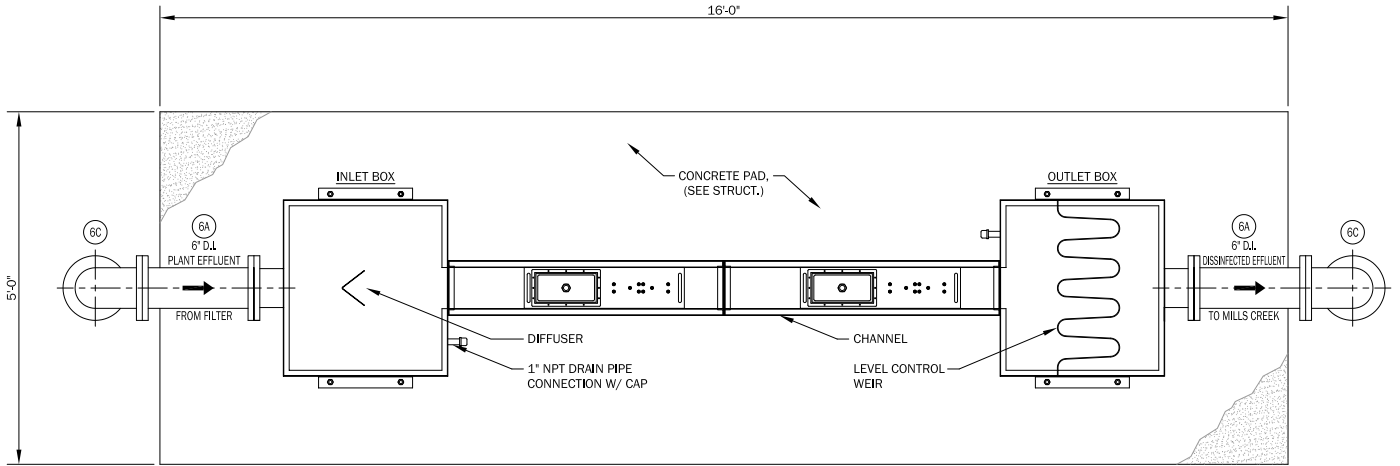 16'-0"
5'-0"
CONCRETE PAD,
(SEE STRUCT.)
INLET BOX
OUTLET BOX
6C
6A
6" D.I.
PLANT EFFLUENT
FROM FILTER
6A
6" D.I.
DISSINFECTED EFFLUENT
TO MILLS CREEK
6C
DIFFUSER
1" NPT DRAIN PIPE
CONNECTION W/ CAP
CHANNEL
LEVEL CONTROL
WEIR